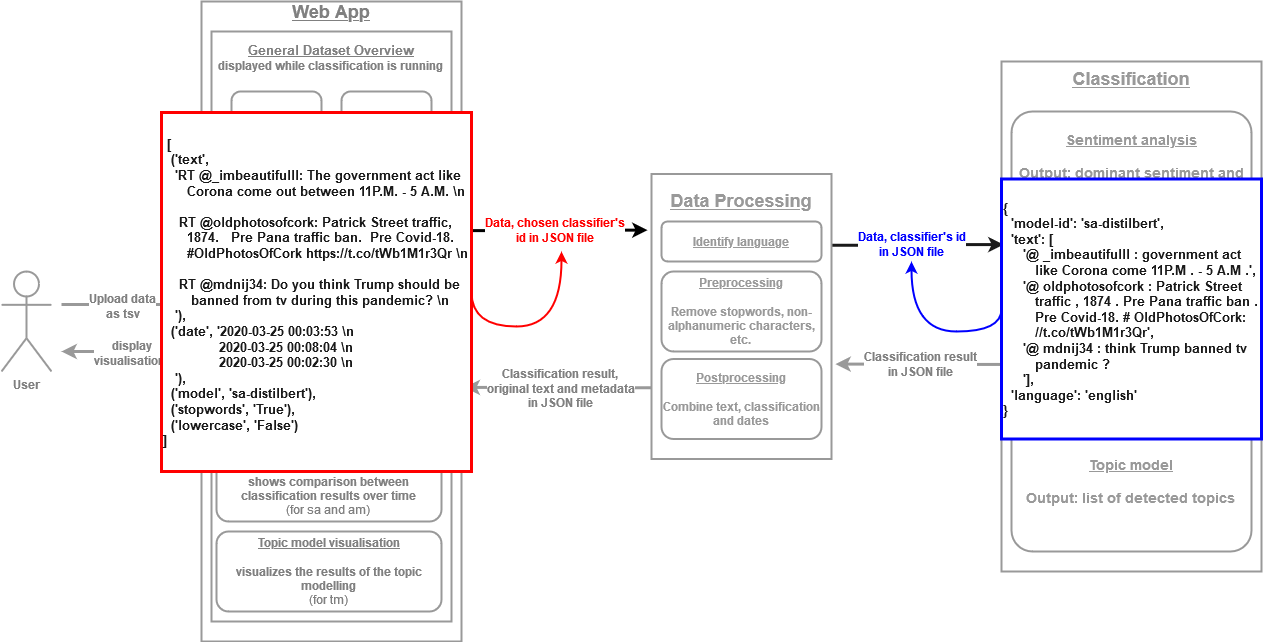 Web App
General Dataset Overview
displayed while classification is running
[
('text',
'RT @_imbeautifulll: The government act like
Corona come out between 11P.M. - 5 A.M. \n
RT @oldphotosofcork: Patrick Street traffic,
1874.   Pre Pana traffic ban.  Pre Covid-18.
#OldPhotosOfCork https://t.co/tWb1M1r3Qr \n
RT @mdnij34: Do you think Trump should be
banned from tv during this pandemic? \n
'),
('date', '2020-03-25 00:03:53 \n
2020-03-25 00:08:04 \n
2020-03-25 00:02:30 \n
'),
('model', 'sa-distilbert'),
('stopwords', 'True'),
('lowercase', 'False')
]
shows comparison between
classification results over time
(for sa and am)
Topic model visualisation
visualizes the results of the topic
modelling
(for tm)
User
Upload data
as tsv
display
visualisation
Data, chosen classifier's
id in JSON file
Classification result,
original text and metadata
in JSON file
Data Processing
Identify language
Preprocessing
Remove stopwords, non-
alphanumeric characters,
etc.
Postprocessing
Combine text, classification
and dates
Data, classifier's id
in JSON file
Classification result
in JSON file
Classification
Sentiment analysis
Output: dominant sentiment and
{
'model-id': 'sa-distilbert',
'text': [
'@ _imbeautifulll : government act
like Corona come 11P.M . - 5 A.M .',
'@ oldphotosofcork : Patrick Street
traffic , 1874 . Pre Pana traffic ban .
Pre Covid-18. # OldPhotosOfCork:
//t.co/tWb1M1r3Qr',
'@ mdnij34 : think Trump banned tv
pandemic ?
'],
'language': 'english'
}
Topic model
Output: list of detected topics